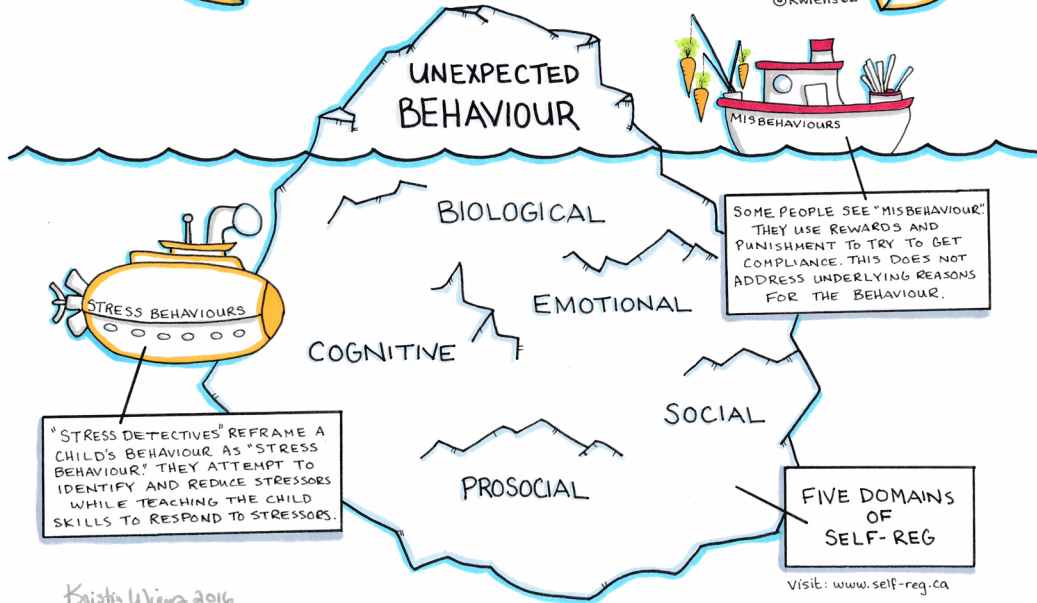 ©KWIENS62
UNEXPECTED
BEHAVIOUR
MISBEHAVIOURS
BIOLOGICAL
SOME PEOPLE SEE "MISBEHAVIOUR."
THEY USE REWARDS AND
PUNISHMENT TO TRY TO GET
COMPLIANCE. THIS DOES NOT
ADDRESS UNDERLYING REASONS
FOR THE BEHAVIOUR.
EMOTIONAL
STRESS BEHAVIOURS
COGNITIVE
SOCIAL
"STRESS DETECTIVES" REFRAME A
CHILD'S BEHAVIOUR AS "STRESS
BEHAVIOUR." THEY ATTEMPT TO
IDENTIFY AND REDUCE STRESSORS
WHILE TEACHING THE CHILD
SKILLS TO RESPOND TO STRESSORS.
PROSOCIAL
FIVE DOMAINS
OF
SELF-REG
Visit: www.self-reg.ca
Kristin Wiens 2016